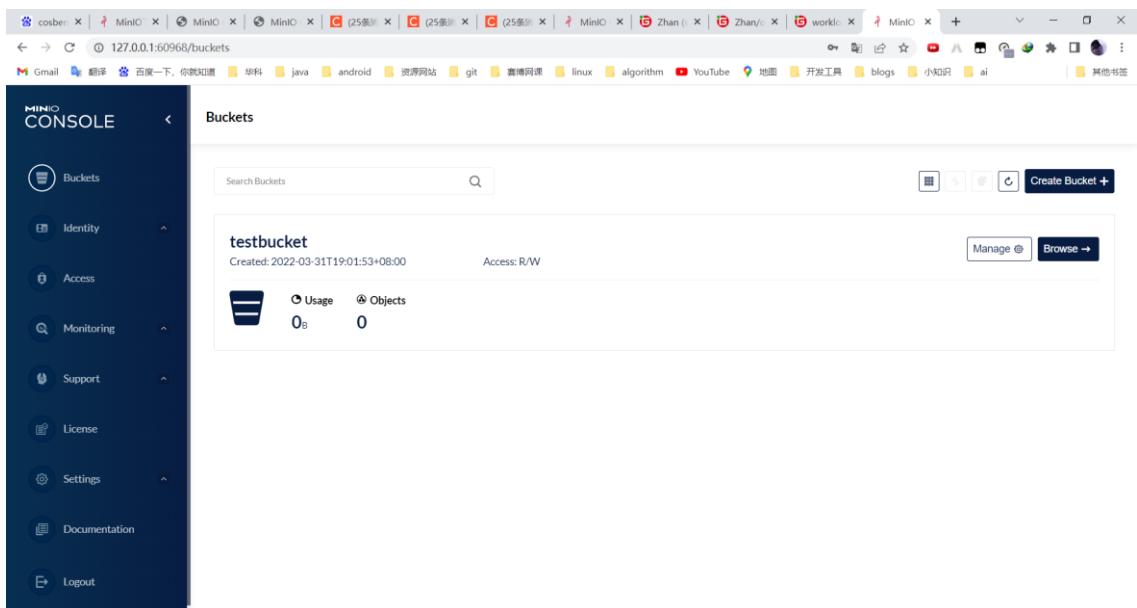 cosben MinIO MinIO MinIO (25条 (25条 (25条 MinIO Zhan ( Zhan/c worklo MinIO
127.0.0.1:60968/buckets
Gmail 翻译 百度一下，你就知道 华科 java android 资源网站 git 赛博网课 linux algorithm YouTube 地图 开发工具 blogs 小知识 ai 其他书签
MINIO
CONSOLE
Buckets
Buckets
Search Buckets
Create Bucket +
Identity
testbucket
Manage
Browse →
Created: 2022-03-31T19:01:53+08:00 Access: R/W
Access
Usage Objects
0B 0
Monitoring
Support
License
Settings
Documentation
Logout